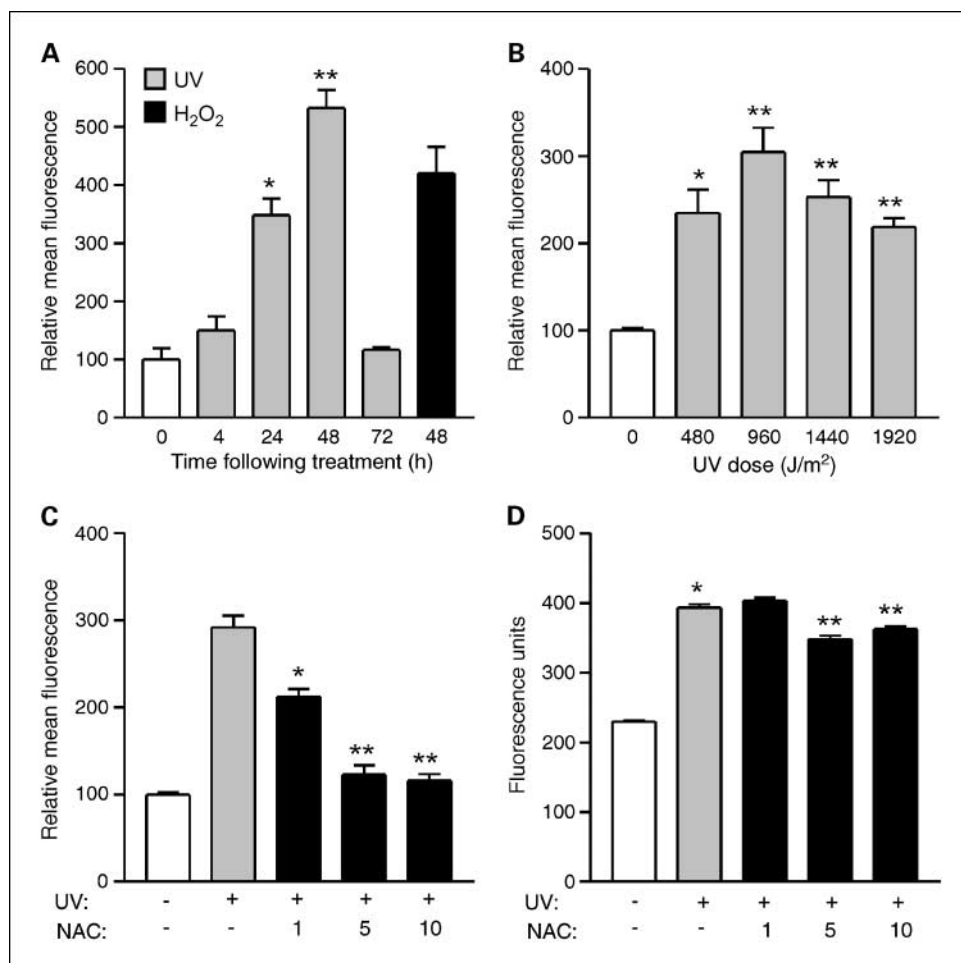 A
600
500
400
300
200
100
0
Relative mean fluorescence
UV
H₂O₂
*
**
0 4 24 48 72 48
Time following treatment (h)
B
400
300
200
100
0
Relative mean fluorescence
*
**
**
**
0 480 960 1440 1920
UV dose (J/m²)
C
400
300
200
100
0
Relative mean fluorescence
*
**
**
UV: - + + + +
NAC: - - 1 5 10
D
500
400
300
200
100
0
Fluorescence units
*
**
**
- + + + +
- - 1 5 10